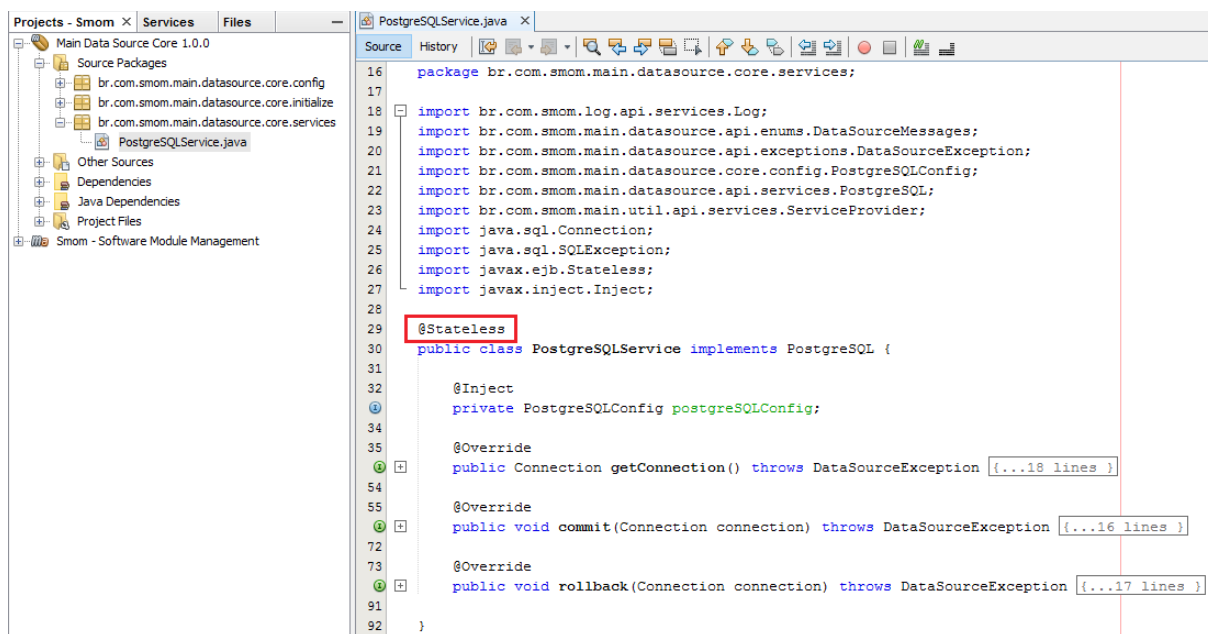 Projects - Smom × Services Files
Main Data Source Core 1.0.0
Source Packages
br.com.smom.main.datasource.core.config
br.com.smom.main.datasource.core.initialize
br.com.smom.main.datasource.core.services
PostgreSQLService.java
Other Sources
Dependencies
Java Dependencies
Project Files
Smom - Software Module Management
PostgreSQLService.java ×
Source History
16 package br.com.smom.main.datasource.core.services;
17
18 import br.com.smom.log.api.services.Log;
19 import br.com.smom.main.datasource.api.enums.DataSourceMessages;
20 import br.com.smom.main.datasource.api.exceptions.DataSourceException;
21 import br.com.smom.main.datasource.core.config.PostgreSQLConfig;
22 import br.com.smom.main.datasource.api.services.PostgreSQL;
23 import br.com.smom.main.util.api.services.ServiceProvider;
24 import java.sql.Connection;
25 import java.sql.SQLException;
26 import javax.ejb.Stateless;
27 import javax.inject.Inject;
28
29 @Stateless
30 public class PostgreSQLService implements PostgreSQL {
31
32 @Inject
private PostgreSQLConfig postgreSQLConfig;
34
35 @Override
public Connection getConnection() throws DataSourceException {...18 lines }
54
55 @Override
public void commit(Connection connection) throws DataSourceException {...16 lines }
72
73 @Override
public void rollback(Connection connection) throws DataSourceException {...17 lines }
91
92 }